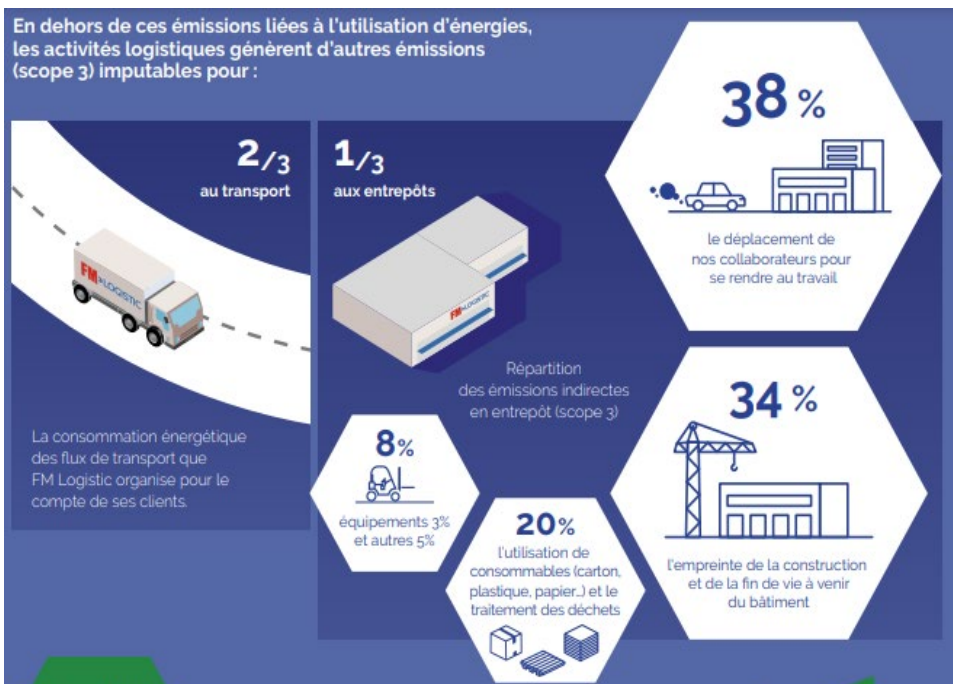 En dehors de ces émissions liées à l'utilisation d'énergies,
les activités logistiques génèrent d'autres émissions
(scope 3) imputables pour :
2/3
au transport
FM>LOGISTIC
La consommation énergétique
des flux de transport que
FM Logistic organise pour le
compte de ses clients.
1/3
aux entrepôts
FM>LOGISTIC
Répartition
des émissions indirectes
en entrepôt (scope 3)
38 %
le déplacement de
nos collaborateurs pour
se rendre au travail
34 %
l'empreinte de la construction
et de la fin de vie à venir
du bâtiment
8%
équipements 3%
et autres 5%
20%
l'utilisation de
consommables (carton,
plastique, papier...) et le
traitement des déchets